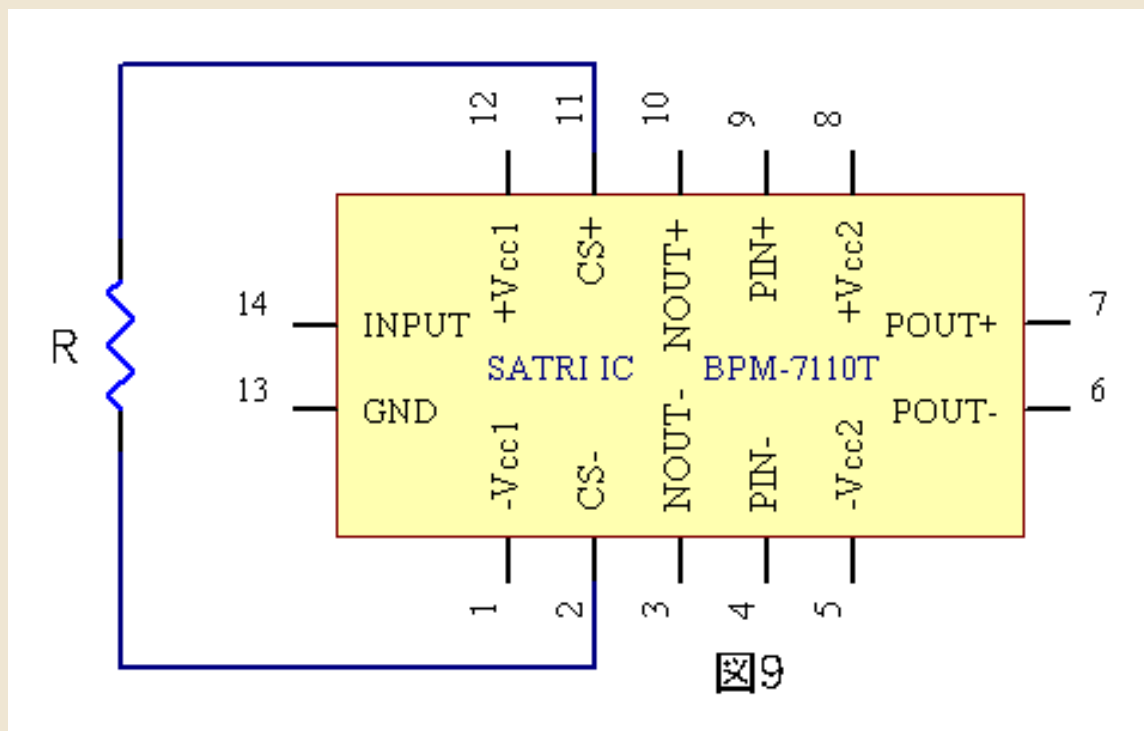 12
11
10
9
8
+Vcc1
CS+
NOUT+
PIN+
+Vcc2
14
INPUT
POUT+
7
R
SATRI IC
BPM-7110T
13
GND
POUT-
6
-Vcc1
CS-
NOUT-
PIN-
-Vcc2
1
2
3
4
5
図9